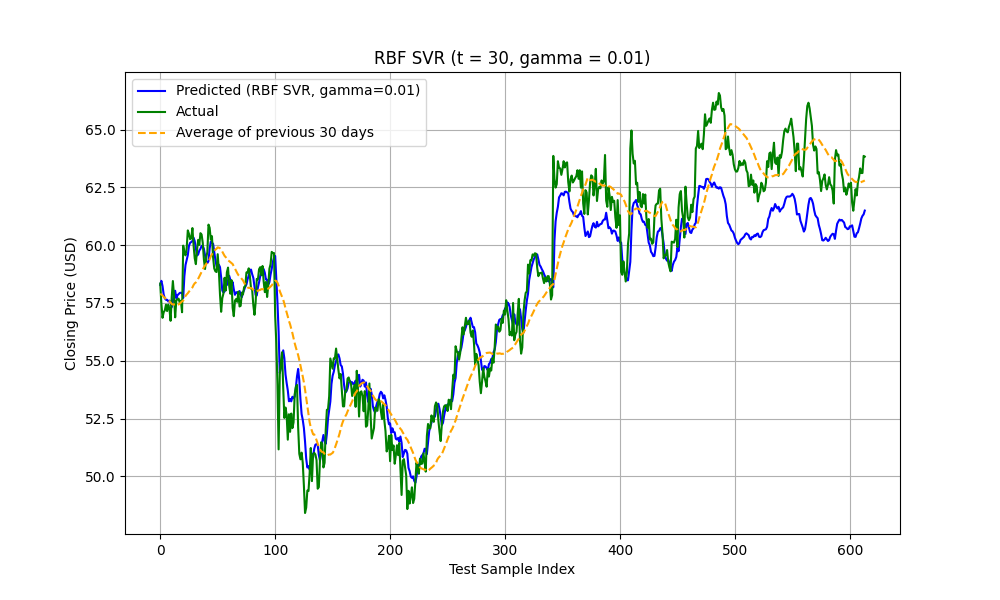 RBF SVR (t = 30, gamma = 0.01)
Predicted (RBF SVR, gamma=0.01)
Actual
Average of previous 30 days
Closing Price (USD)
65.0
62.5
60.0
57.5
55.0
52.5
50.0
0 100 200 300 400 500 600
Test Sample Index